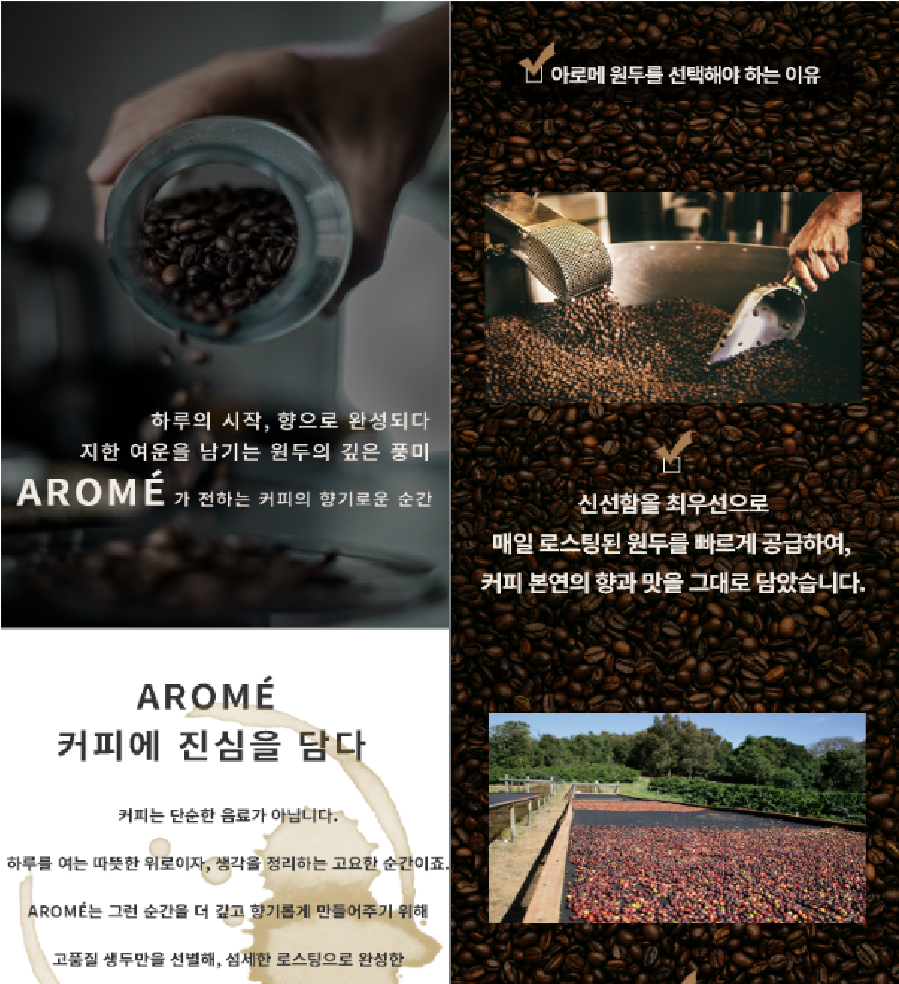 하루의 시작, 향으로 완성되다
지한 여운을 남기는 원두의 깊은 풍미
AROMÉ 가 전하는 커피의 향기로운 순간
AROMÉ
커피에 진심을 담다
커피는 단순한 음료가 아닙니다.
하루를 여는 따뜻한 위로이자, 생각을 정리하는 고요한 순간이죠.
AROMÉ는 그런 순간을 더 깊고 향기롭게 만들어주기 위해
고품질 생두만을 선별해, 섬세한 로스팅으로 완성한
아로메 원두를 선택해야 하는 이유
신선함을 최우선으로
매일 로스팅된 원두를 빠르게 공급하여,
커피 본연의 향과 맛을 그대로 담았습니다.